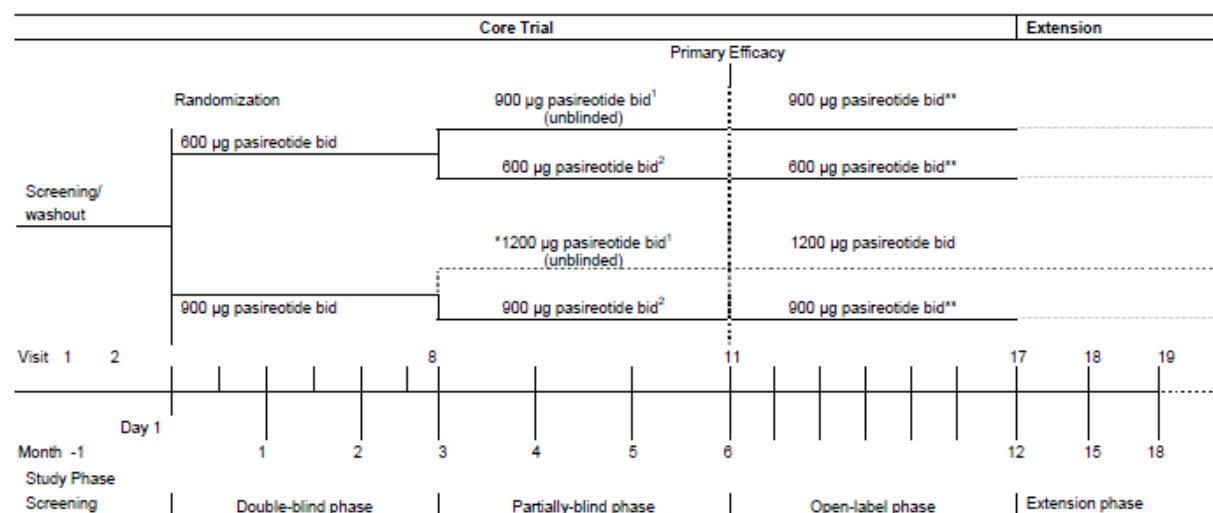 Core Trial Extension
Primary Efficacy
Randomization 900 µg pasireotide bid¹ 900 µg pasireotide bid**
(unblinded)
600 µg pasireotide bid
600 µg pasireotide bid² 600 µg pasireotide bid**
Screening/
washout
*1200 µg pasireotide bid¹ 1200 µg pasireotide bid
(unblinded)
900 µg pasireotide bid 900 µg pasireotide bid² 900 µg pasireotide bid**
Visit 1 2 8 11 17 18 19
Day 1
Month -1 1 2 3 4 5 6 12 15 18
Study Phase
Screening Double-blind phase Partially-blind phase Open-label phase Extension phase